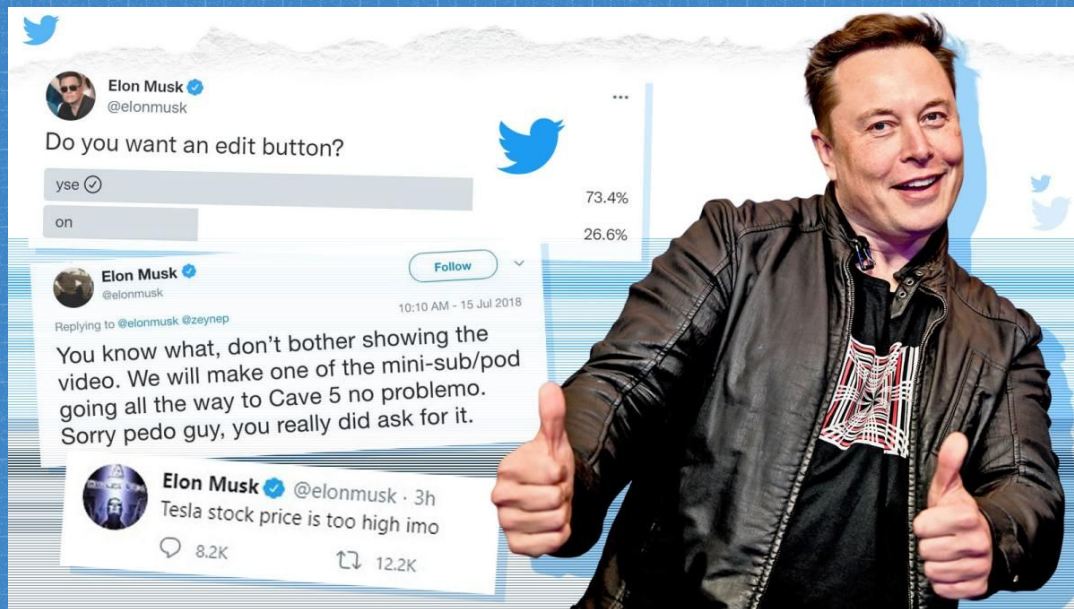 Elon Musk
@elonmusk
Do you want an edit button?
yse
73.4%
on
26.6%
Elon Musk
@elonmusk
Follow
10:10 AM - 15 Jul 2018
Replying to @elonmusk @zeynep
You know what, don't bother showing the
video. We will make one of the mini-sub/pod
going all the way to Cave 5 no problemo.
Sorry pedo guy, you really did ask for it.
Elon Musk @elonmusk · 3h
Tesla stock price is too high imo
8.2K 12.2K